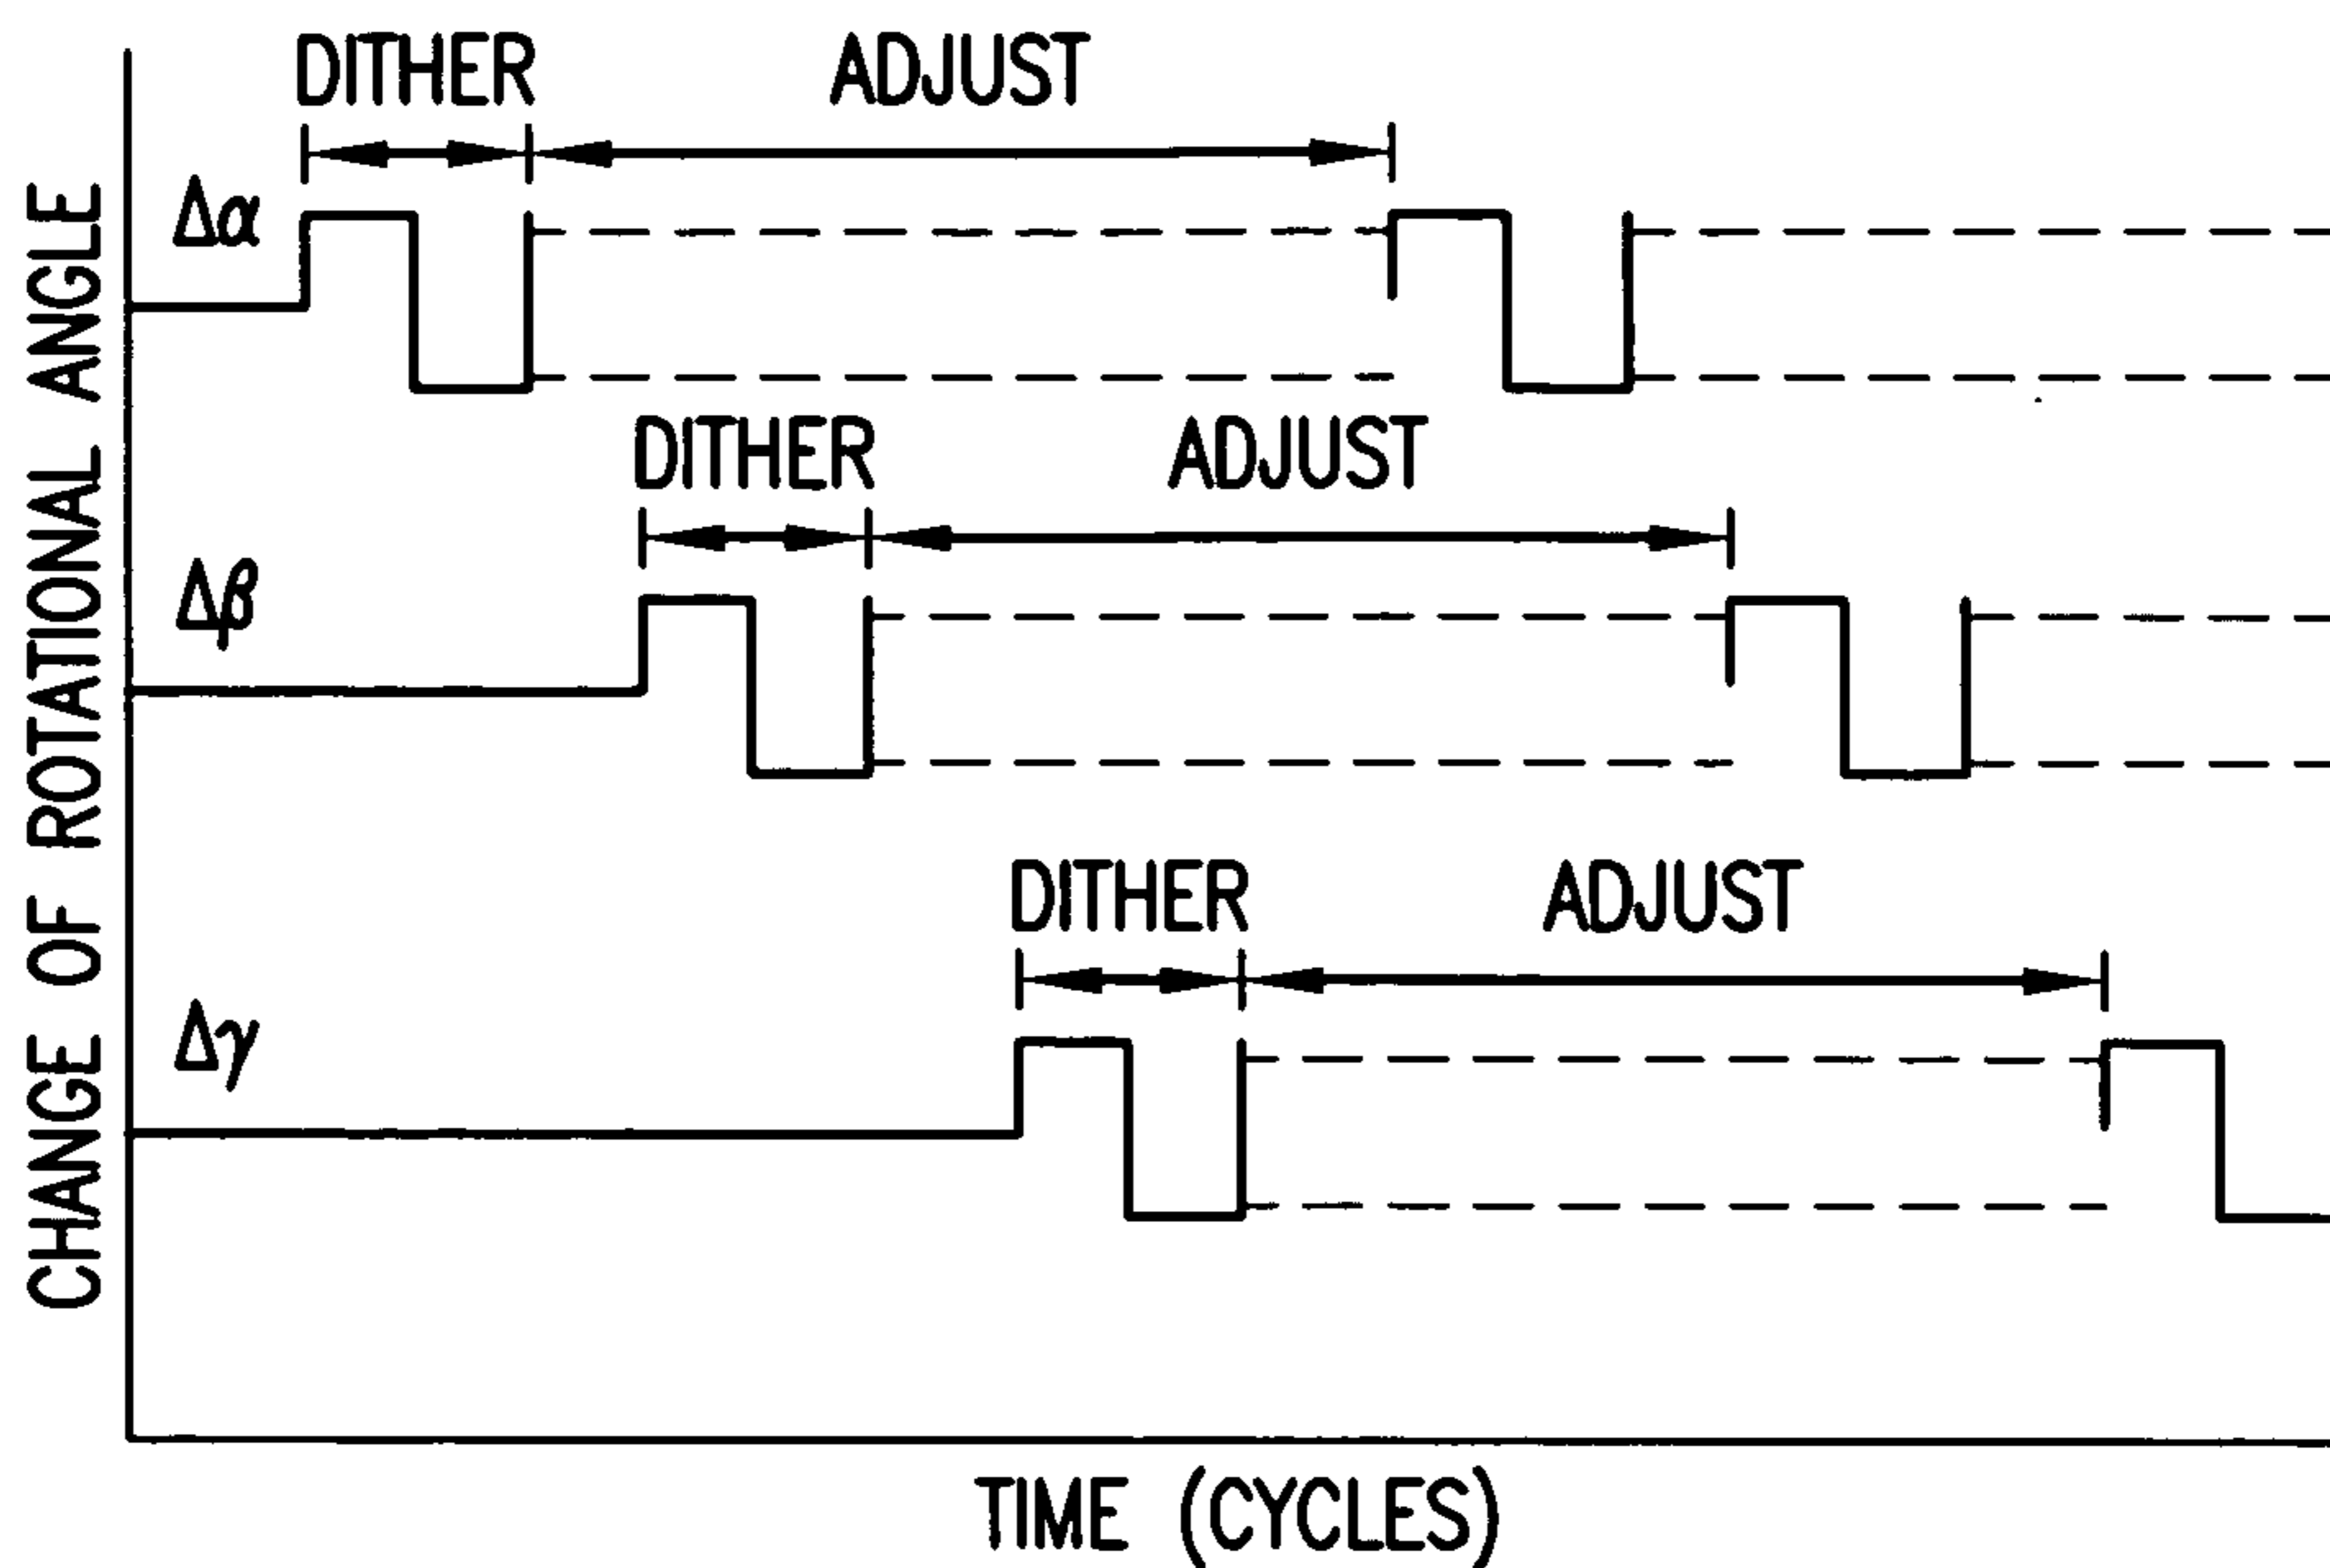 CHANGE OF ROTATIONAL ANGLE
DITHER ADJUST
Δα
DITHER ADJUST
Δβ
DITHER ADJUST
Δγ
TIME (CYCLES)